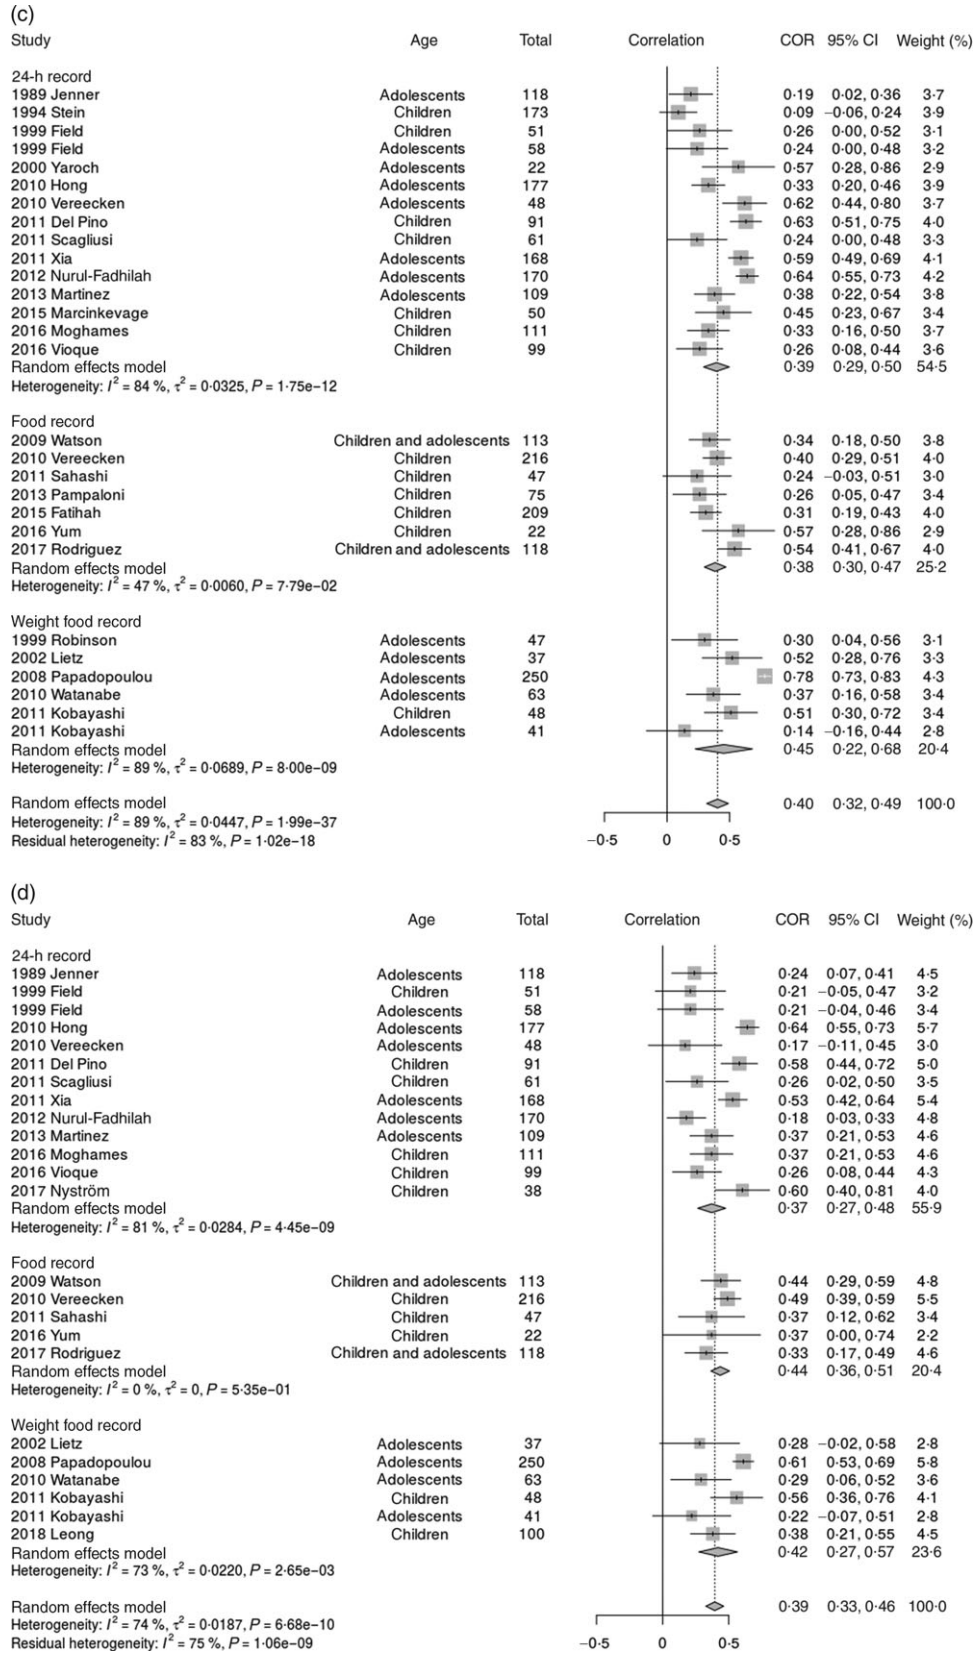 (c)
Study Age Total Correlation COR 95% CI Weight (%)
24-h record
1989 Jenner Adolescents 118 0·19 0·02, 0·36 3·7
1994 Stein Children 173 0·09 −0·06, 0·24 3·9
1999 Field Children 51 0·26 0·00, 0·52 3·1
1999 Field Adolescents 58 0·24 0·00, 0·48 3·2
2000 Yaroch Adolescents 22 0·57 0·28, 0·86 2·9
2010 Hong Adolescents 177 0·33 0·20, 0·46 3·9
2010 Vereecken Adolescents 48 0·62 0·44, 0·80 3·7
2011 Del Pino Children 91 0·63 0·51, 0·75 4·0
2011 Scagliusi Children 61 0·24 0·00, 0·48 3·3
2011 Xia Adolescents 168 0·59 0·49, 0·69 4·1
2012 Nurul-Fadhilah Adolescents 170 0·64 0·55, 0·73 4·2
2013 Martinez Adolescents 109 0·38 0·22, 0·54 3·8
2015 Marcinkevage Children 50 0·45 0·23, 0·67 3·4
2016 Moghames Children 111 0·33 0·16, 0·50 3·7
2016 Vioque Children 99 0·26 0·08, 0·44 3·6
Random effects model 0·39 0·29, 0·50 54·5
Heterogeneity: I² = 84 %, τ² = 0·0325, P = 1·75e−12
Food record
2009 Watson Children and adolescents 113 0·34 0·18, 0·50 3·8
2010 Vereecken Children 216 0·40 0·29, 0·51 4·0
2011 Sahashi Children 47 0·24 −0·03, 0·51 3·0
2013 Pampaloni Children 75 0·26 0·05, 0·47 3·4
2015 Fatihah Children 209 0·31 0·19, 0·43 4·0
2016 Yum Children 22 0·57 0·28, 0·86 2·9
2017 Rodriguez Children and adolescents 118 0·54 0·41, 0·67 4·0
Random effects model 0·38 0·30, 0·47 25·2
Heterogeneity: I² = 47 %, τ² = 0·0060, P = 7·79e−02
Weight food record
1999 Robinson Adolescents 47 0·30 0·04, 0·56 3·1
2002 Lietz Adolescents 37 0·52 0·28, 0·76 3·3
2008 Papadopoulou Adolescents 250 0·78 0·73, 0·83 4·3
2010 Watanabe Adolescents 63 0·37 0·16, 0·58 3·4
2011 Kobayashi Children 48 0·51 0·30, 0·72 3·4
2011 Kobayashi Adolescents 41 0·14 −0·16, 0·44 2·8
Random effects model 0·45 0·22, 0·68 20·4
Heterogeneity: I² = 89 %, τ² = 0·0689, P = 8·00e−09
Random effects model 0·40 0·32, 0·49 100·0
Heterogeneity: I² = 89 %, τ² = 0·0447, P = 1·99e−37
Residual heterogeneity: I² = 83 %, P = 1·02e−18
−0·5 0 0·5
(d)
Study Age Total Correlation COR 95% CI Weight (%)
24-h record
1989 Jenner Adolescents 118 0·24 0·07, 0·41 4·5
1999 Field Children 51 0·21 −0·05, 0·47 3·2
1999 Field Adolescents 58 0·21 −0·04, 0·46 3·4
2010 Hong Adolescents 177 0·64 0·55, 0·73 5·7
2010 Vereecken Adolescents 48 0·17 −0·11, 0·45 3·0
2011 Del Pino Children 91 0·58 0·44, 0·72 5·0
2011 Scagliusi Children 61 0·26 0·02, 0·50 3·5
2011 Xia Adolescents 168 0·53 0·42, 0·64 5·4
2012 Nurul-Fadhilah Adolescents 170 0·18 0·03, 0·33 4·8
2013 Martinez Adolescents 109 0·37 0·21, 0·53 4·6
2016 Moghames Children 111 0·37 0·21, 0·53 4·6
2016 Vioque Children 99 0·26 0·08, 0·44 4·3
2017 Nyström Children 38 0·60 0·40, 0·81 4·0
Random effects model 0·37 0·27, 0·48 55·9
Heterogeneity: I² = 81 %, τ² = 0·0284, P = 4·45e−09
Food record
2009 Watson Children and adolescents 113 0·44 0·29, 0·59 4·8
2010 Vereecken Children 216 0·49 0·39, 0·59 5·5
2011 Sahashi Children 47 0·37 0·12, 0·62 3·4
2016 Yum Children 22 0·37 0·00, 0·74 2·2
2017 Rodriguez Children and adolescents 118 0·33 0·17, 0·49 4·6
Random effects model 0·44 0·36, 0·51 20·4
Heterogeneity: I² = 0 %, τ² = 0, P = 5·35e−01
Weight food record
2002 Lietz Adolescents 37 0·28 −0·02, 0·58 2·8
2008 Papadopoulou Adolescents 250 0·61 0·53, 0·69 5·8
2010 Watanabe Adolescents 63 0·29 0·06, 0·52 3·6
2011 Kobayashi Children 48 0·56 0·36, 0·76 4·1
2011 Kobayashi Adolescents 41 0·22 −0·07, 0·51 2·8
2018 Leong Children 100 0·38 0·21, 0·55 4·5
Random effects model 0·42 0·27, 0·57 23·6
Heterogeneity: I² = 73 %, τ² = 0·0220, P = 2·65e−03
Random effects model 0·39 0·33, 0·46 100·0
Heterogeneity: I² = 74 %, τ² = 0·0187, P = 6·68e−10
Residual heterogeneity: I² = 75 %, P = 1·06e−09
−0·5 0 0·5